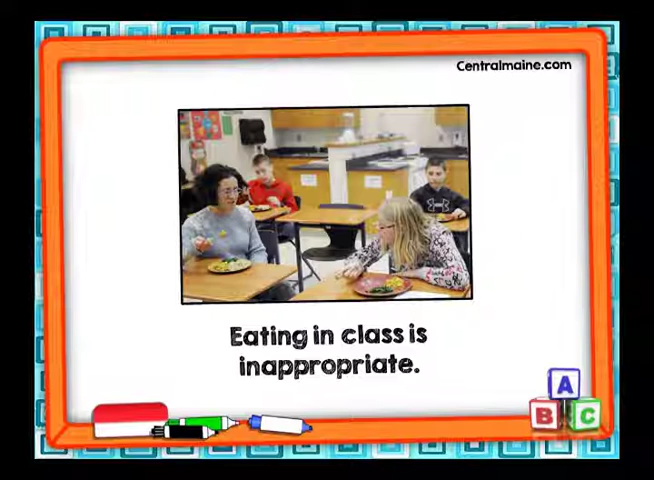 Centralmaine.com
Eating in class is
inappropriate.
A
B C